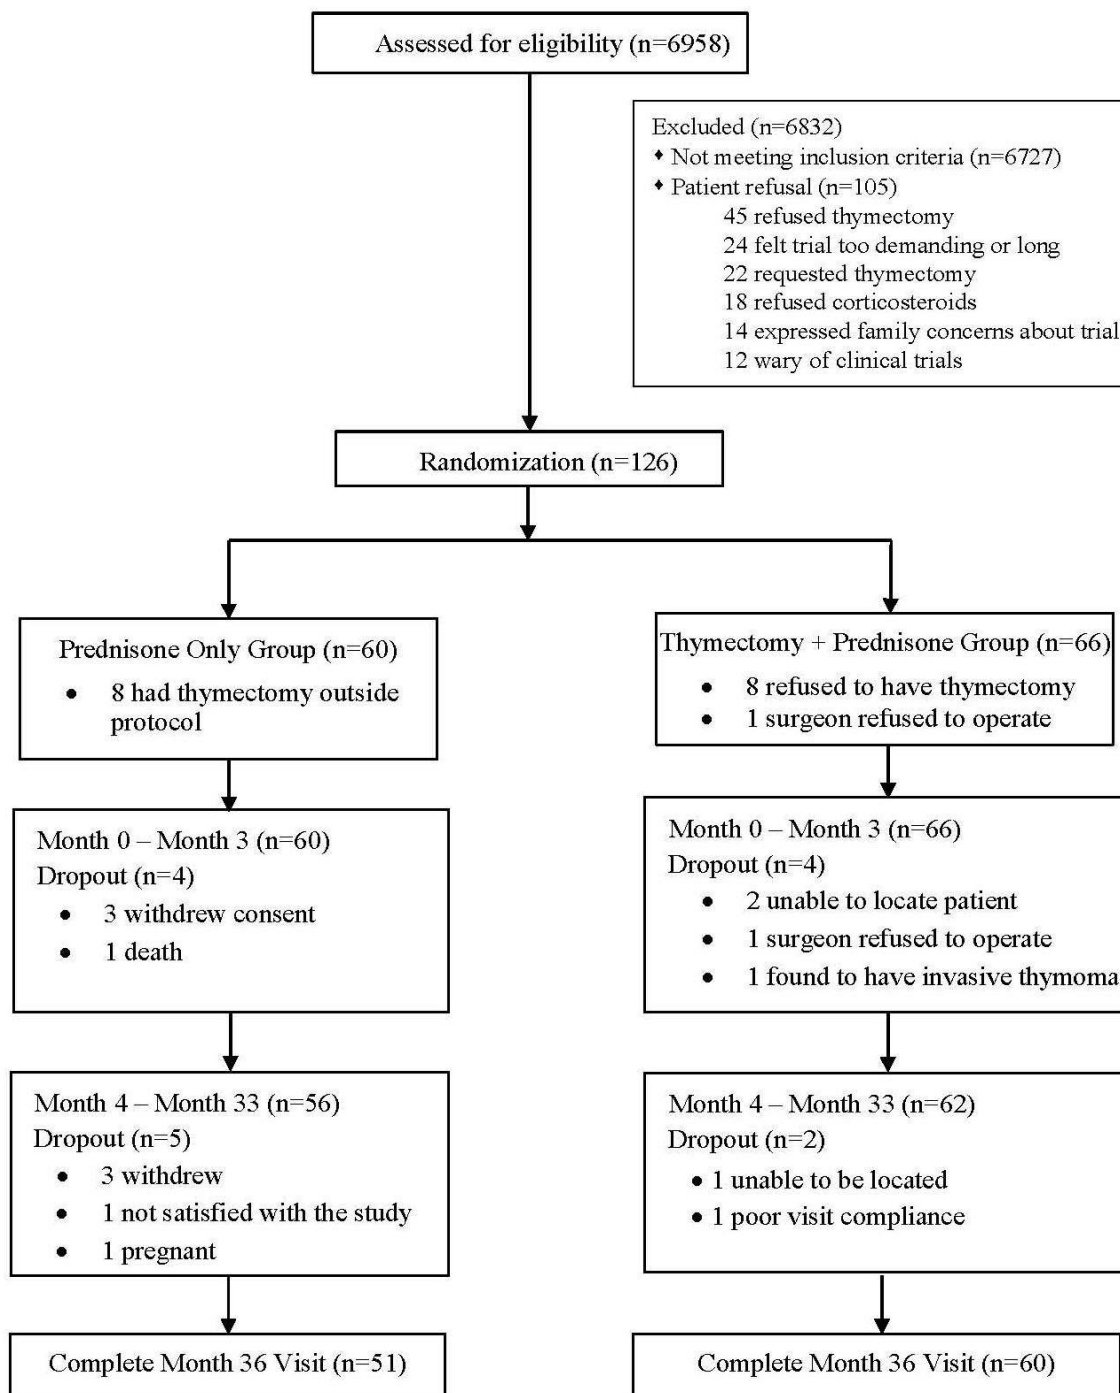 Assessed for eligibility (n=6958)
Excluded (n=6832)
♦ Not meeting inclusion criteria (n=6727)
♦ Patient refusal (n=105)
45 refused thymectomy
24 felt trial too demanding or long
22 requested thymectomy
18 refused corticosteroids
14 expressed family concerns about trial
12 wary of clinical trials
Randomization (n=126)
Prednisone Only Group (n=60)
• 8 had thymectomy outside
protocol
Thymectomy + Prednisone Group (n=66)
• 8 refused to have thymectomy
• 1 surgeon refused to operate
Month 0 – Month 3 (n=60)
Dropout (n=4)
• 3 withdrew consent
• 1 death
Month 0 – Month 3 (n=66)
Dropout (n=4)
• 2 unable to locate patient
• 1 surgeon refused to operate
• 1 found to have invasive thymoma
Month 4 – Month 33 (n=56)
Dropout (n=5)
• 3 withdrew
• 1 not satisfied with the study
• 1 pregnant
Month 4 – Month 33 (n=62)
Dropout (n=2)
• 1 unable to be located
• 1 poor visit compliance
Complete Month 36 Visit (n=51)
Complete Month 36 Visit (n=60)